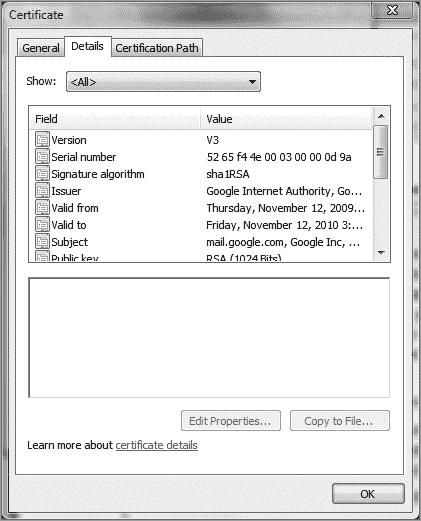 Certificate
General Details Certification Path
Show: <All>
Field Value
Version V3
Serial number 52 65 f4 4e 00 03 00 00 0d 9a
Signature algorithm sha1RSA
Issuer Google Internet Authority, Go...
Valid from Thursday, November 12, 2009...
Valid to Friday, November 12, 2010 3:...
Subject mail.google.com, Google Inc, ...
Public key RSA (1024 Bits)
Edit Properties... Copy to File...
Learn more about certificate details
OK